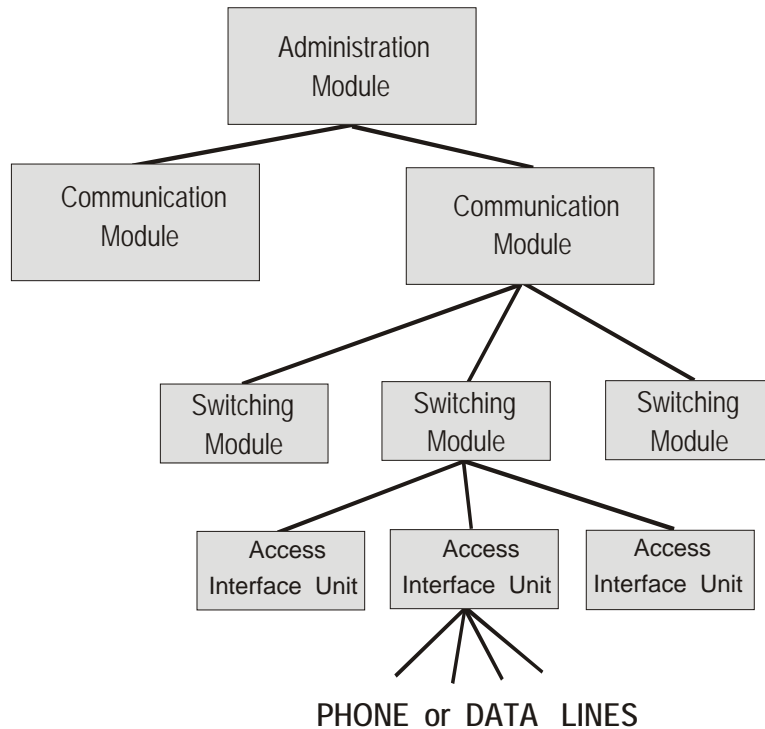 Administration
Module
Communication
Module
Communication
Module
Switching
Module
Switching
Module
Switching
Module
Access
Interface Unit
Access
Interface Unit
Access
Interface Unit
PHONE or DATA LINES